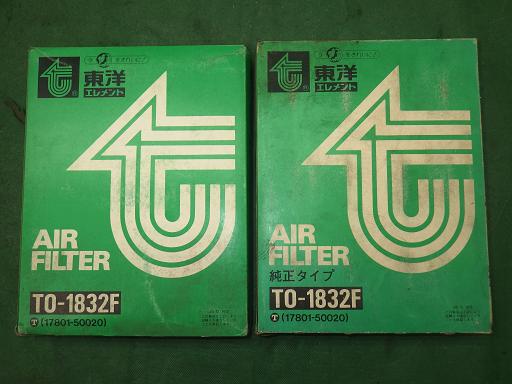 東洋
エレメント
AIR
FILTER
TO-1832F
(17801-50020)
東洋
エレメント
AIR
FILTER
純正タイプ
TO-1832F
(17801-50020)